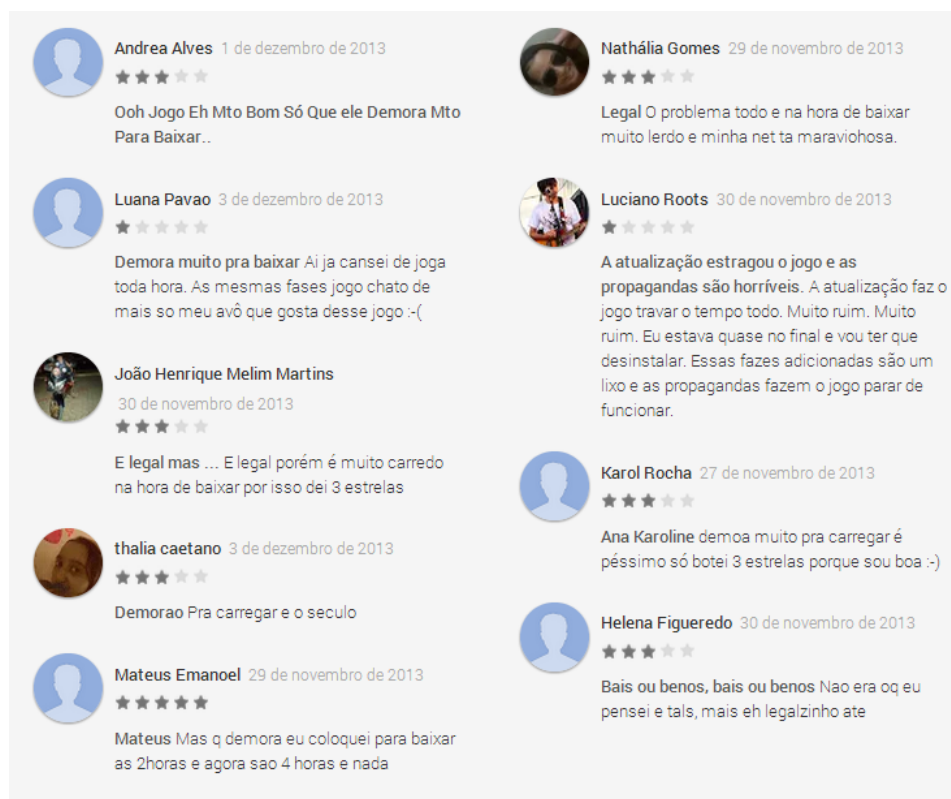 Andrea Alves 1 de dezembro de 2013
Ooh Jogo Eh Mto Bom Só Que ele Demora Mto
Para Baixar..
Luana Pavao 3 de dezembro de 2013
Demora muito pra baixar Ai ja cansei de joga
toda hora. As mesmas fases jogo chato de
mais so meu avô que gosta desse jogo :-(
João Henrique Melim Martins
30 de novembro de 2013
E legal mas ... E legal porém é muito carredo
na hora de baixar por isso dei 3 estrelas
thalia caetano 3 de dezembro de 2013
Demorao Pra carregar e o seculo
Mateus Emanoel 29 de novembro de 2013
Mateus Mas q demora eu coloquei para baixar
as 2horas e agora sao 4 horas e nada
Nathália Gomes 29 de novembro de 2013
Legal O problema todo e na hora de baixar
muito lerdo e minha net ta maraviohosa.
Luciano Roots 30 de novembro de 2013
A atualização estragou o jogo e as
propagandas são horríveis. A atualização faz o
jogo travar o tempo todo. Muito ruim. Muito
ruim. Eu estava quase no final e vou ter que
desinstalar. Essas fazes adicionadas são um
lixo e as propagandas fazem o jogo parar de
funcionar.
Karol Rocha 27 de novembro de 2013
Ana Karoline demoa muito pra carregar é
péssimo só botei 3 estrelas porque sou boa :-)
Helena Figueredo 30 de novembro de 2013
Bais ou benos, bais ou benos Nao era oq eu
pensei e tals, mais eh legalzinho ate